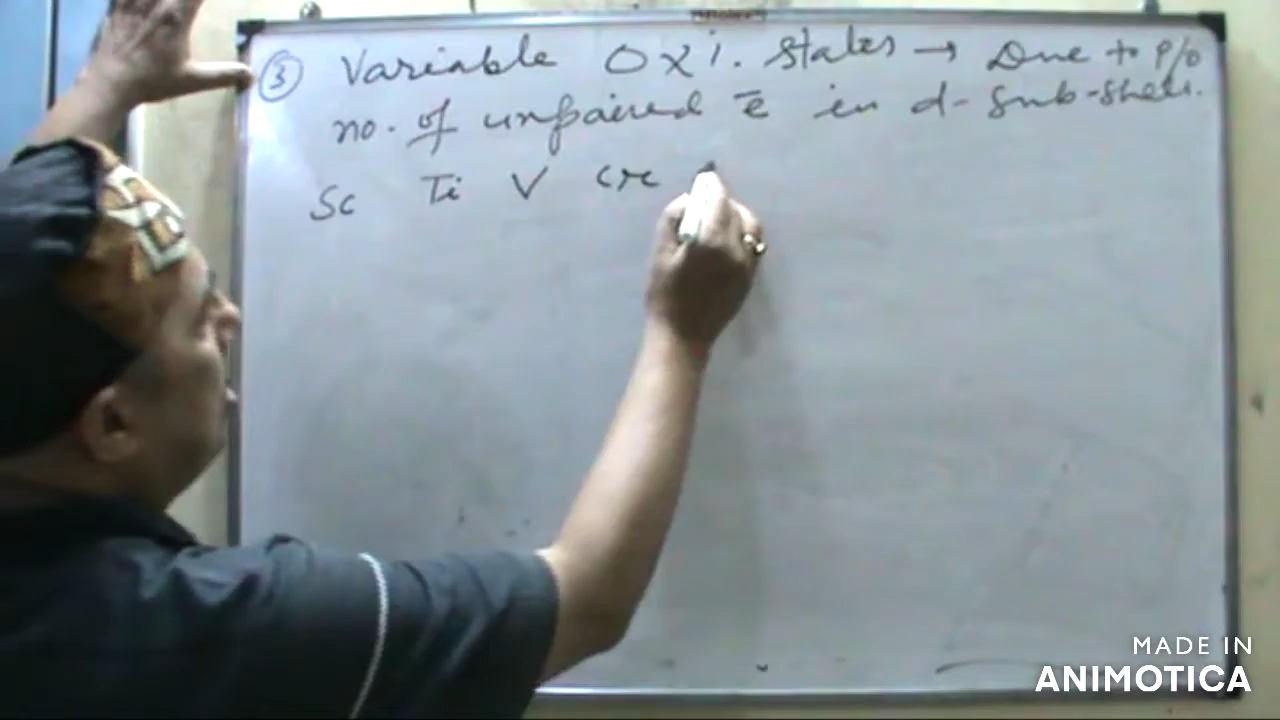 ③ Variable Oxi. states → Due to p/o
no. of unpaired ē in d-sub-shell.
Sc Ti V Cr
MADE IN
ANIMOTICA